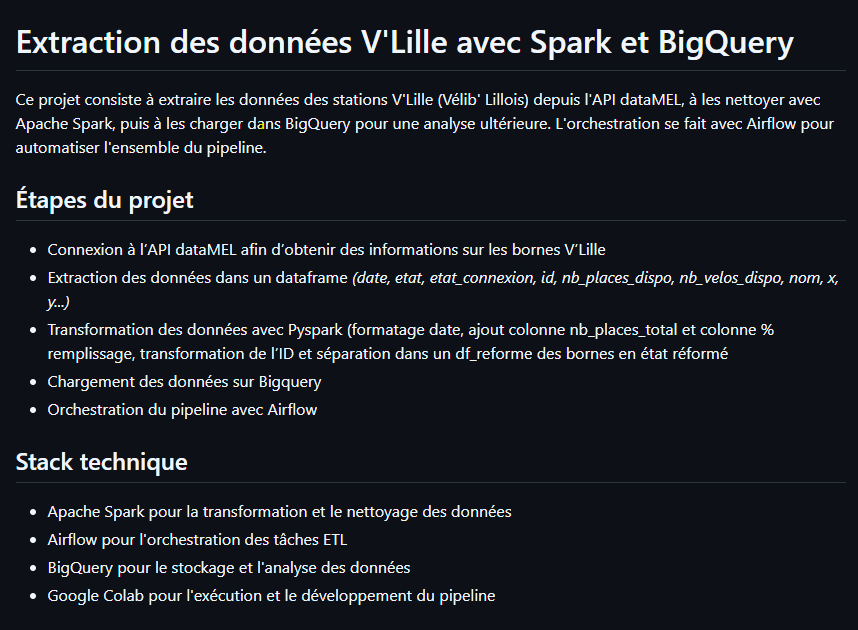 Extraction des données V'Lille avec Spark et BigQuery
Ce projet consiste à extraire les données des stations V'Lille (Vélib' Lillois) depuis l'API dataMEL, à les nettoyer avec
Apache Spark, puis à les charger dans BigQuery pour une analyse ultérieure. L'orchestration se fait avec Airflow pour
automatiser l'ensemble du pipeline.
Étapes du projet
• Connexion à l’API dataMEL afin d’obtenir des informations sur les bornes V’Lille
• Extraction des données dans un dataframe (date, etat, etat_connexion, id, nb_places_dispo, nb_velos_dispo, nom, x,
y...)
• Transformation des données avec Pyspark (formatage date, ajout colonne nb_places_total et colonne %
remplissage, transformation de l’ID et séparation dans un df_reforme des bornes en état réformé
• Chargement des données sur Bigquery
• Orchestration du pipeline avec Airflow
Stack technique
• Apache Spark pour la transformation et le nettoyage des données
• Airflow pour l'orchestration des tâches ETL
• BigQuery pour le stockage et l'analyse des données
• Google Colab pour l'exécution et le développement du pipeline